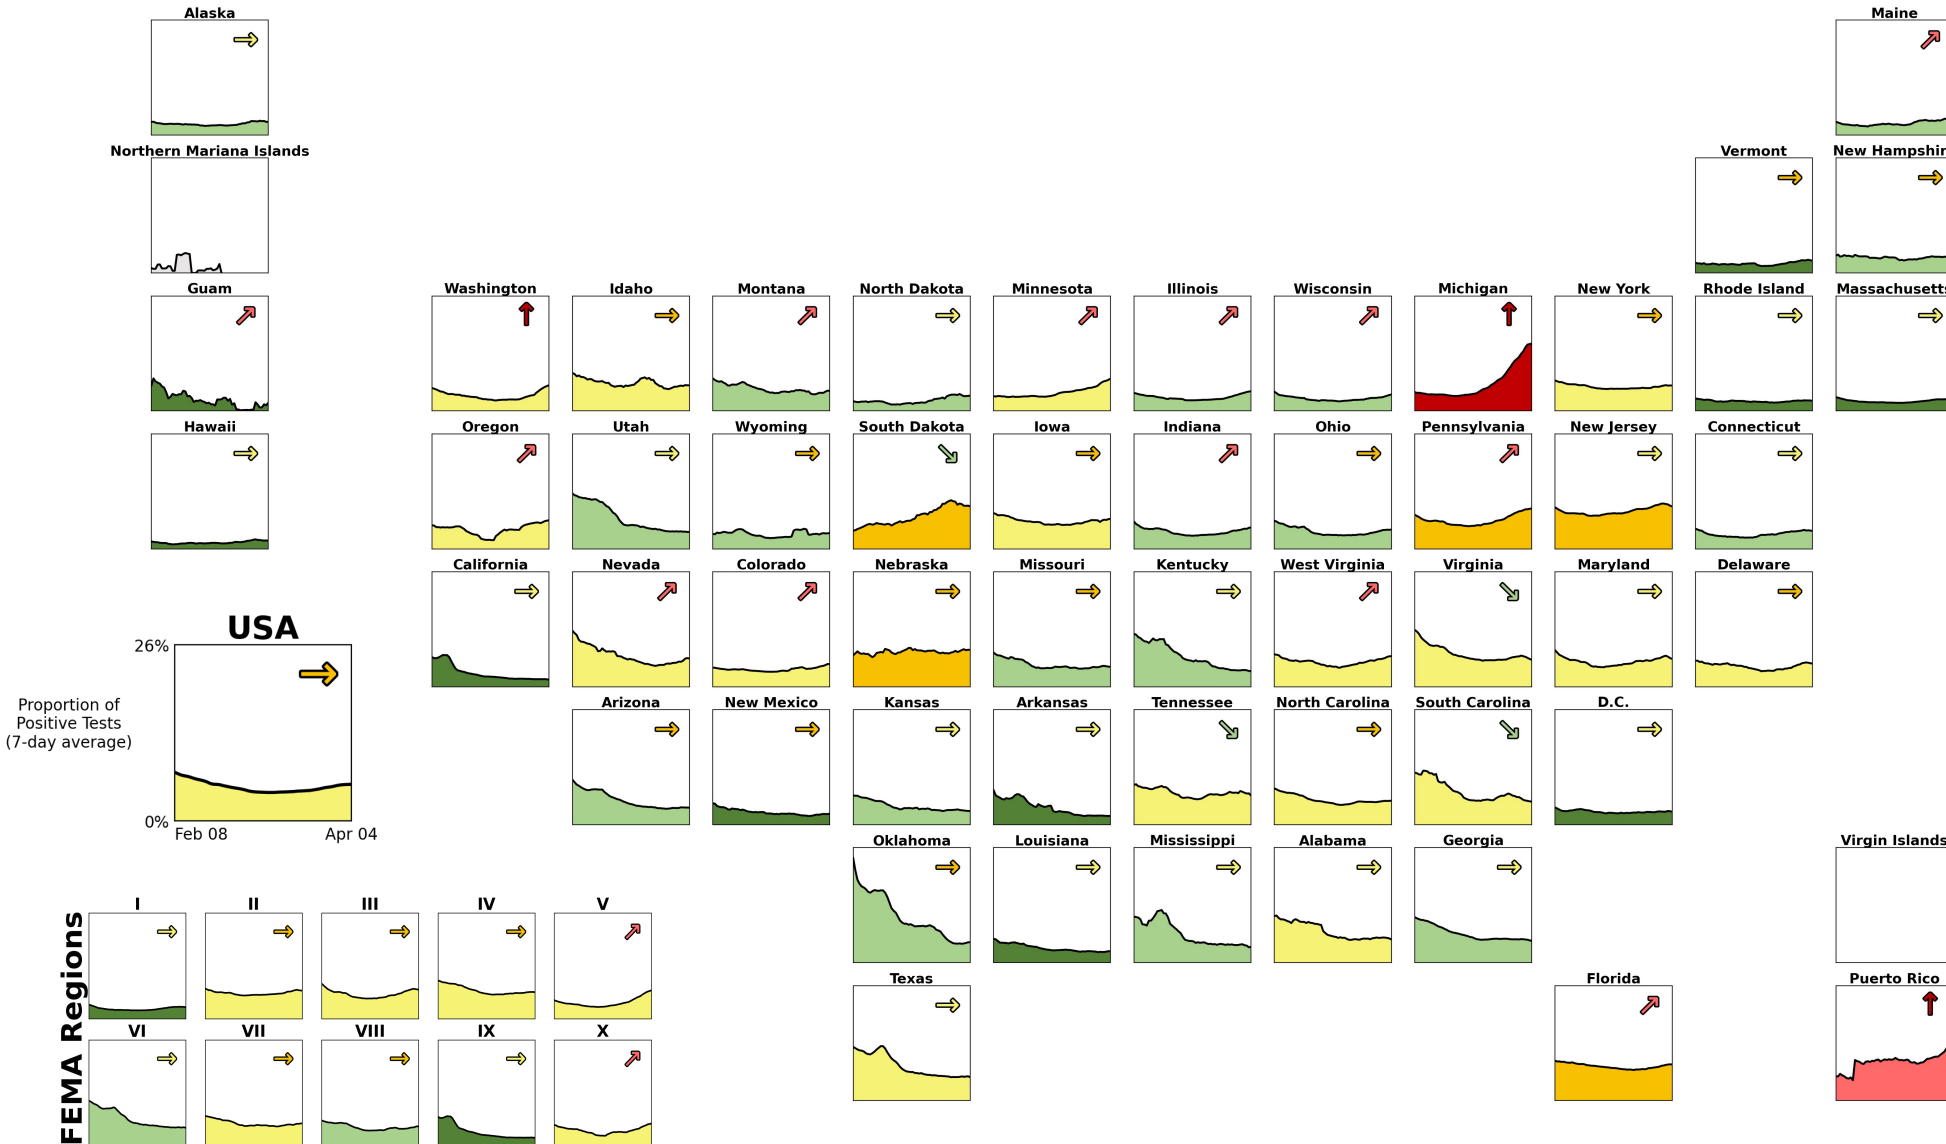 Alaska
Maine
Northern Mariana Islands
Vermont
New Hampshir
Guam
Washington
Idaho
Montana
North Dakota
Minnesota
Illinois
Wisconsin
Michigan
New York
Rhode Island
Massachusetts
Hawaii
Oregon
Utah
Wyoming
South Dakota
Iowa
Indiana
Ohio
Pennsylvania
New Jersey
Connecticut
California
Nevada
Colorado
Nebraska
Missouri
Kentucky
West Virginia
Virginia
Maryland
Delaware
USA
26%
Proportion of
Positive Tests
(7-day average)
0%
Feb 08
Apr 04
Arizona
New Mexico
Kansas
Arkansas
Tennessee
North Carolina
South Carolina
D.C.
Oklahoma
Louisiana
Mississippi
Alabama
Georgia
Virgin Islands
Texas
Florida
Puerto Rico
FEMA Regions
I
II
III
IV
V
VI
VII
VIII
IX
X